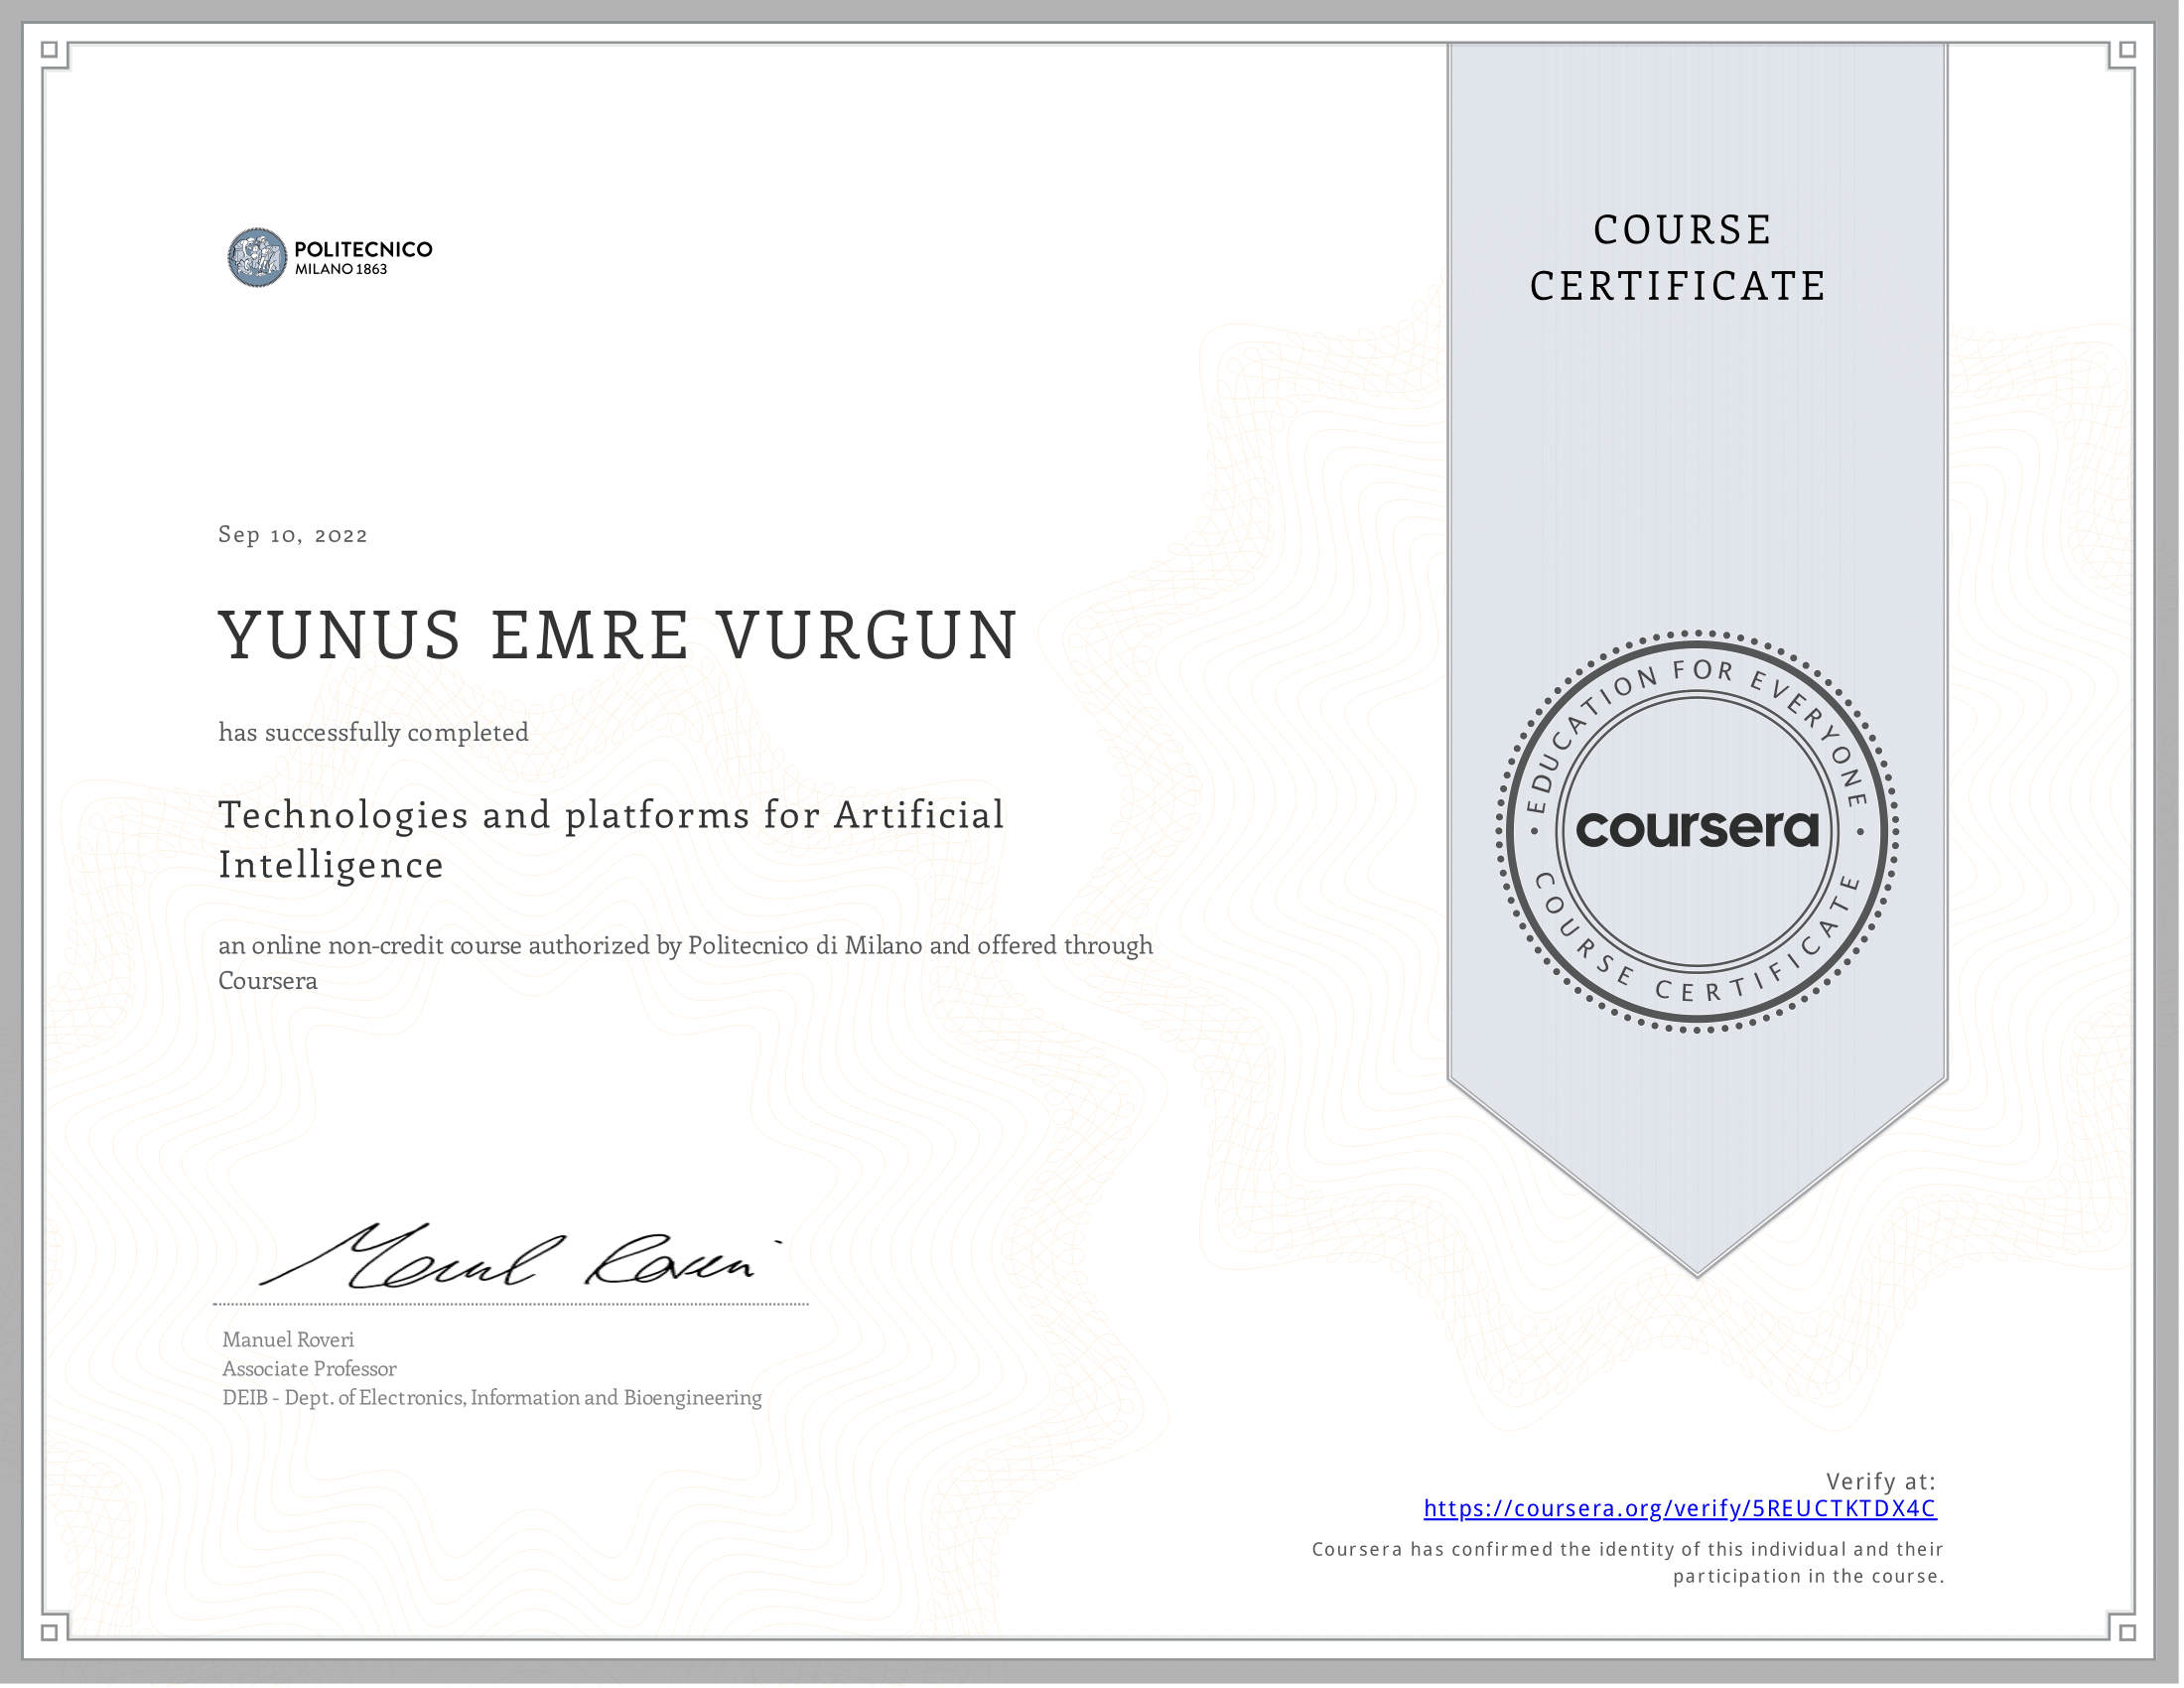 POLITECNICO
MILANO 1863
COURSE
CERTIFICATE
Sep 10, 2022
YUNUS EMRE VURGUN
has successfully completed
Technologies and platforms for Artificial
Intelligence
an online non-credit course authorized by Politecnico di Milano and offered through
Coursera
EDUCATION FOR EVERYONE
coursera
COURSE CERTIFICATE
Manuel Roveri
Manuel Roveri
Associate Professor
DEIB - Dept. of Electronics, Information and Bioengineering
Verify at:
https://coursera.org/verify/5REUCTKTDX4C
Coursera has confirmed the identity of this individual and their
participation in the course.